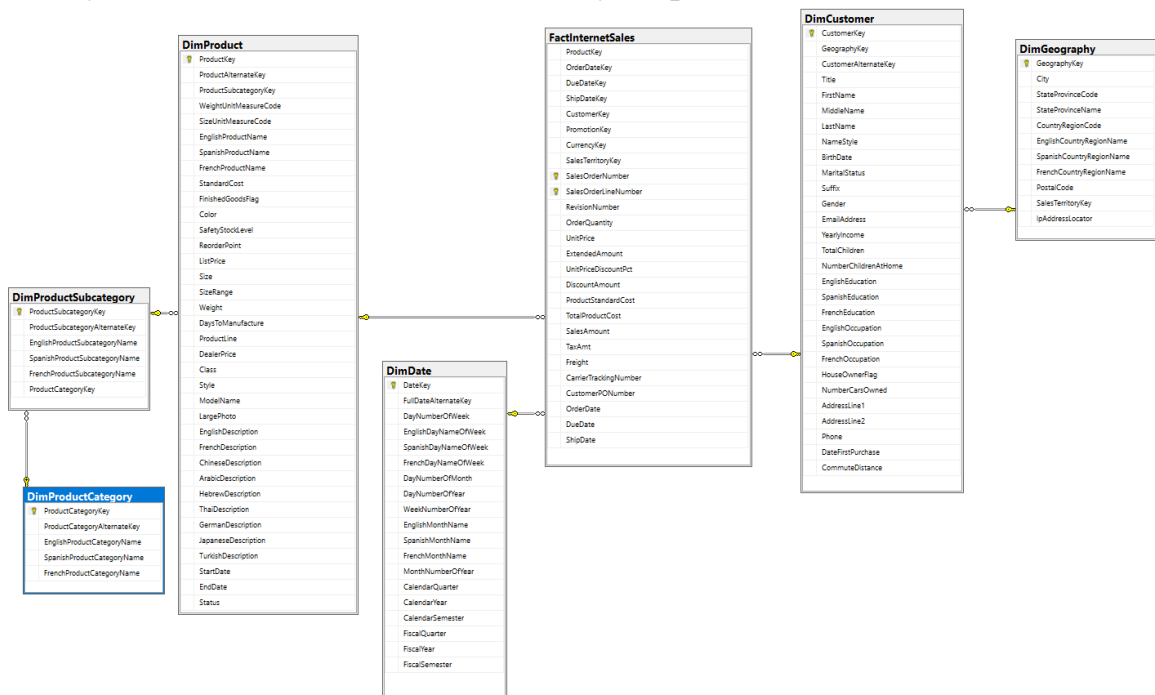 DimProductSubcategory
ProductSubcategoryKey
ProductSubcategoryAlternateKey
EnglishProductSubcategoryName
SpanishProductSubcategoryName
FrenchProductSubcategoryName
ProductCategoryKey
DimProductCategory
ProductCategoryKey
ProductCategoryAlternateKey
EnglishProductCategoryName
SpanishProductCategoryName
FrenchProductCategoryName
DimProduct
ProductKey
ProductAlternateKey
ProductSubcategoryKey
WeightUnitMeasureCode
SizeUnitMeasureCode
EnglishProductName
SpanishProductName
FrenchProductName
StandardCost
FinishedGoodsFlag
Color
SafetyStockLevel
ReorderPoint
ListPrice
Size
SizeRange
Weight
DaysToManufacture
ProductLine
DealerPrice
Class
Style
ModelName
LargePhoto
EnglishDescription
FrenchDescription
ChineseDescription
ArabicDescription
HebrewDescription
ThaiDescription
GermanDescription
JapaneseDescription
TurkishDescription
StartDate
EndDate
Status
DimDate
DateKey
FullDateAlternateKey
DayNumberOfWeek
EnglishDayNameOfWeek
SpanishDayNameOfWeek
FrenchDayNameOfWeek
DayNumberOfMonth
DayNumberOfYear
WeekNumberOfYear
EnglishMonthName
SpanishMonthName
FrenchMonthName
MonthNumberOfYear
CalendarQuarter
CalendarYear
CalendarSemester
FiscalQuarter
FiscalYear
FiscalSemester
FactInternetSales
ProductKey
OrderDateKey
DueDateKey
ShipDateKey
CustomerKey
PromotionKey
CurrencyKey
SalesTerritoryKey
SalesOrderNumber
SalesOrderLineNumber
RevisionNumber
OrderQuantity
UnitPrice
ExtendedAmount
UnitPriceDiscountPct
DiscountAmount
ProductStandardCost
TotalProductCost
SalesAmount
TaxAmt
Freight
CarrierTrackingNumber
CustomerPONumber
OrderDate
DueDate
ShipDate
DimCustomer
CustomerKey
GeographyKey
CustomerAlternateKey
Title
FirstName
MiddleName
LastName
NameStyle
BirthDate
MaritalStatus
Suffix
Gender
EmailAddress
YearlyIncome
TotalChildren
NumberChildrenAtHome
EnglishEducation
SpanishEducation
FrenchEducation
EnglishOccupation
SpanishOccupation
FrenchOccupation
HouseOwnerFlag
NumberCarsOwned
AddressLine1
AddressLine2
Phone
DateFirstPurchase
CommuteDistance
DimGeography
GeographyKey
City
StateProvinceCode
StateProvinceName
CountryRegionCode
EnglishCountryRegionName
SpanishCountryRegionName
FrenchCountryRegionName
PostalCode
SalesTerritoryKey
IpAddressLocator